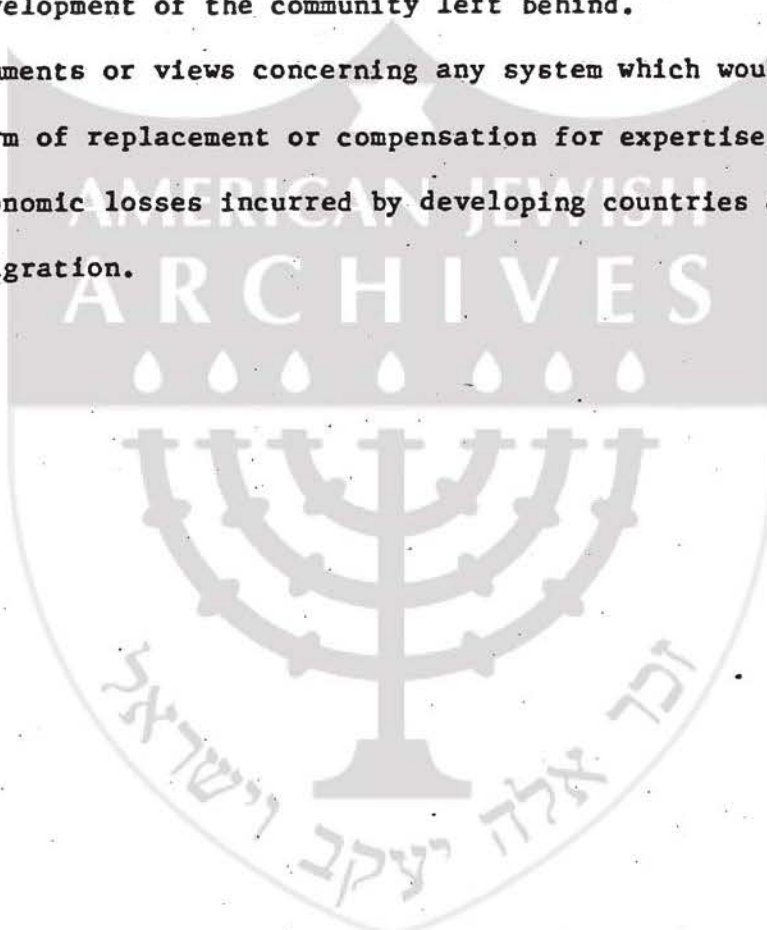 velopment of the community left behind.
ments or views concerning any system which wou
m of replacement or compensation for expertise
nomic losses incurred by developing countries
gration.
AMERICAN JEWISH
ARCHIVES
זכר אלה יעקב וישראל